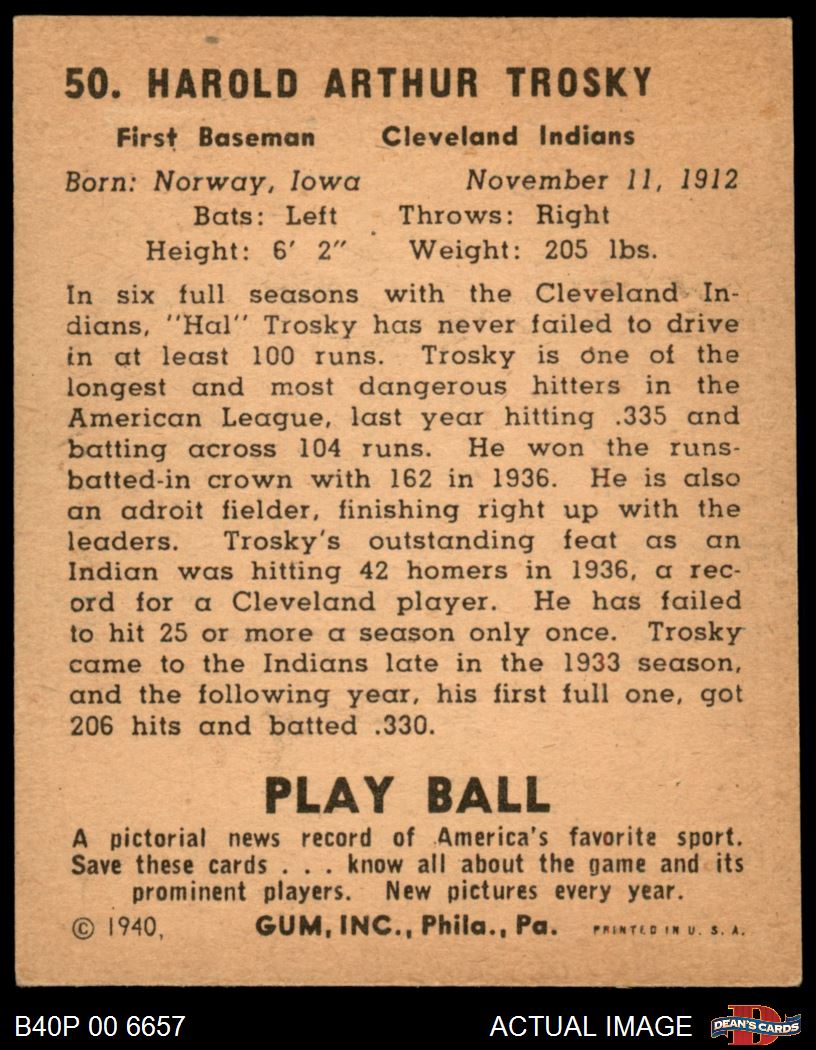 50. HAROLD ARTHUR TROSKY
First Baseman Cleveland Indians
Born: Norway, Iowa November 11, 1912
Bats: Left Throws: Right
Height: 6' 2" Weight: 205 lbs.
In six full seasons with the Cleveland In-
dians, "Hal" Trosky has never failed to drive
in at least 100 runs. Trosky is one of the
longest and most dangerous hitters in the
American League, last year hitting .335 and
batting across 104 runs. He won the runs-
batted-in crown with 162 in 1936. He is also
an adroit fielder, finishing right up with the
leaders. Trosky's outstanding feat as an
Indian was hitting 42 homers in 1936, a rec-
ord for a Cleveland player. He has failed
to hit 25 or more a season only once. Trosky
came to the Indians late in the 1933 season,
and the following year, his first full one, got
206 hits and batted .330.
PLAY BALL
A pictorial news record of America's favorite sport.
Save these cards . . . know all about the game and its
prominent players. New pictures every year.
© 1940, GUM, INC., Phila., Pa. PRINTED IN U. S. A.
B40P 00 6657 ACTUAL IMAGE D DEAN'S CARDS